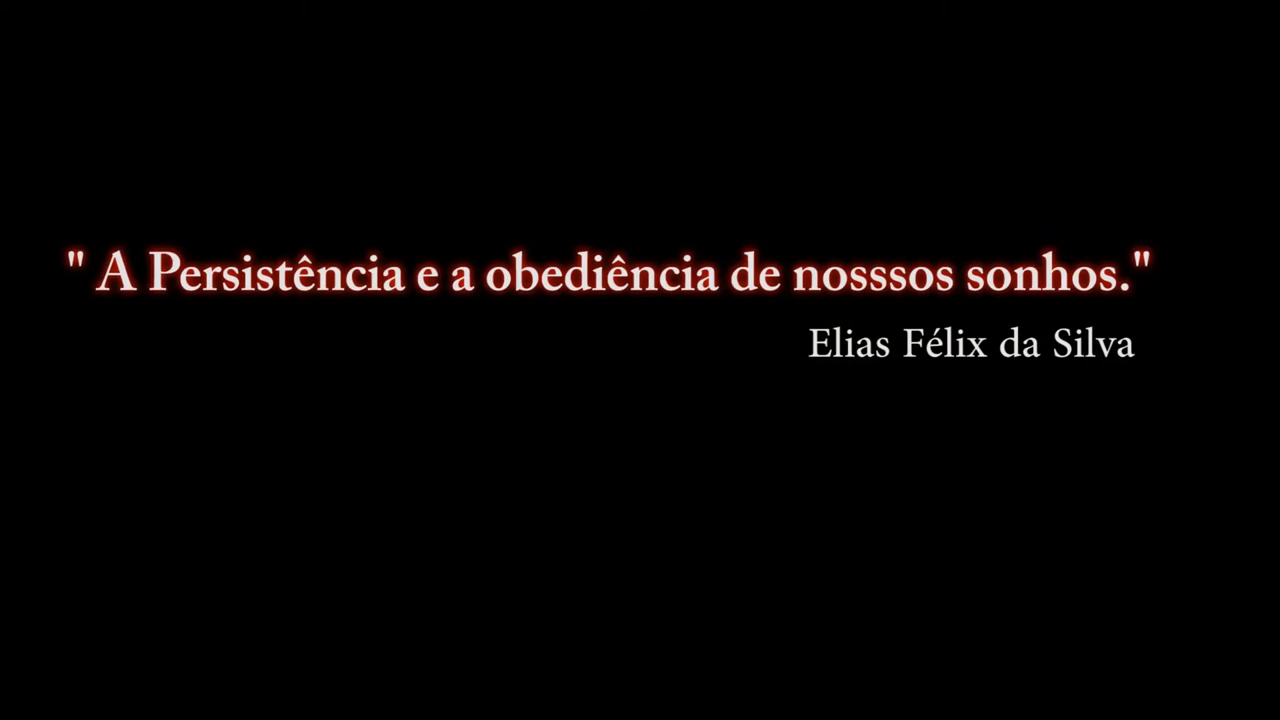 " A Persistência e a obediência de nosssos sonhos."
Elias Félix da Silva